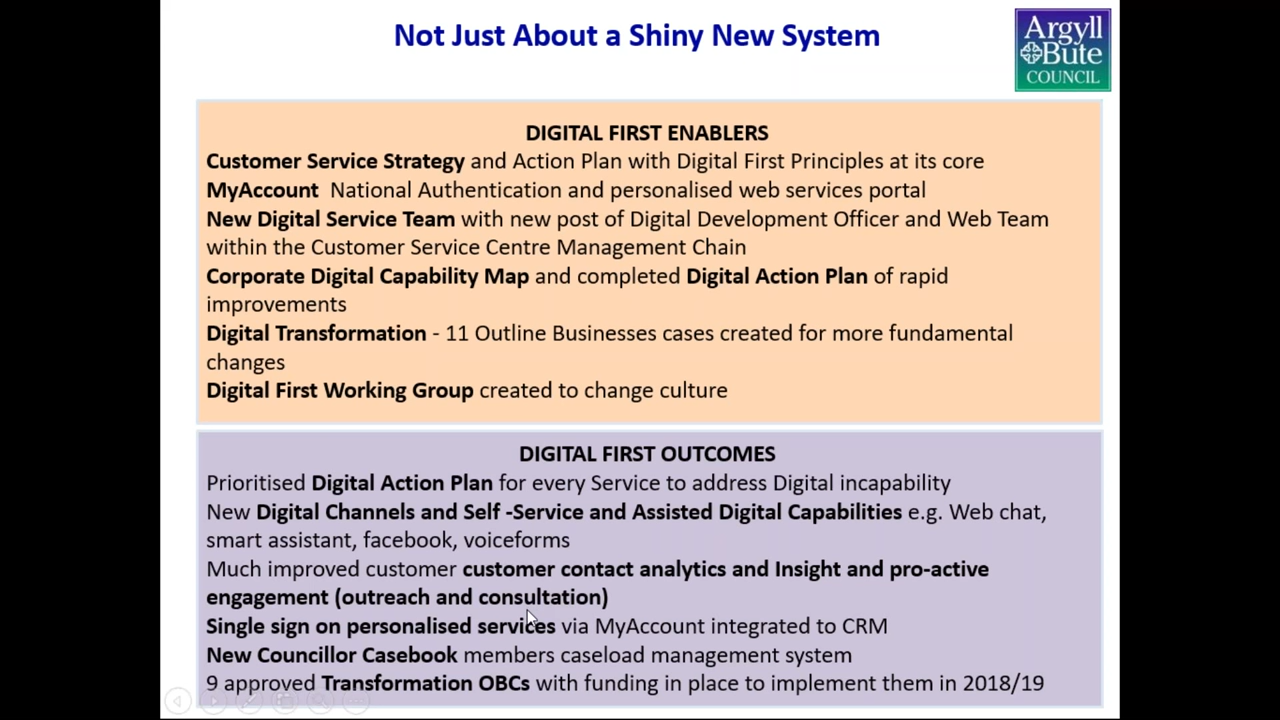 Not Just About a Shiny New System
Argyll
&Bute
COUNCIL
DIGITAL FIRST ENABLERS
Customer Service Strategy and Action Plan with Digital First Principles at its core
MyAccount National Authentication and personalised web services portal
New Digital Service Team with new post of Digital Development Officer and Web Team
within the Customer Service Centre Management Chain
Corporate Digital Capability Map and completed Digital Action Plan of rapid
improvements
Digital Transformation - 11 Outline Businesses cases created for more fundamental
changes
Digital First Working Group created to change culture
DIGITAL FIRST OUTCOMES
Prioritised Digital Action Plan for every Service to address Digital incapability
New Digital Channels and Self -Service and Assisted Digital Capabilities e.g. Web chat,
smart assistant, facebook, voiceforms
Much improved customer customer contact analytics and Insight and pro-active
engagement (outreach and consultation)
Single sign on personalised services via MyAccount integrated to CRM
New Councillor Casebook members caseload management system
9 approved Transformation OBCs with funding in place to implement them in 2018/19